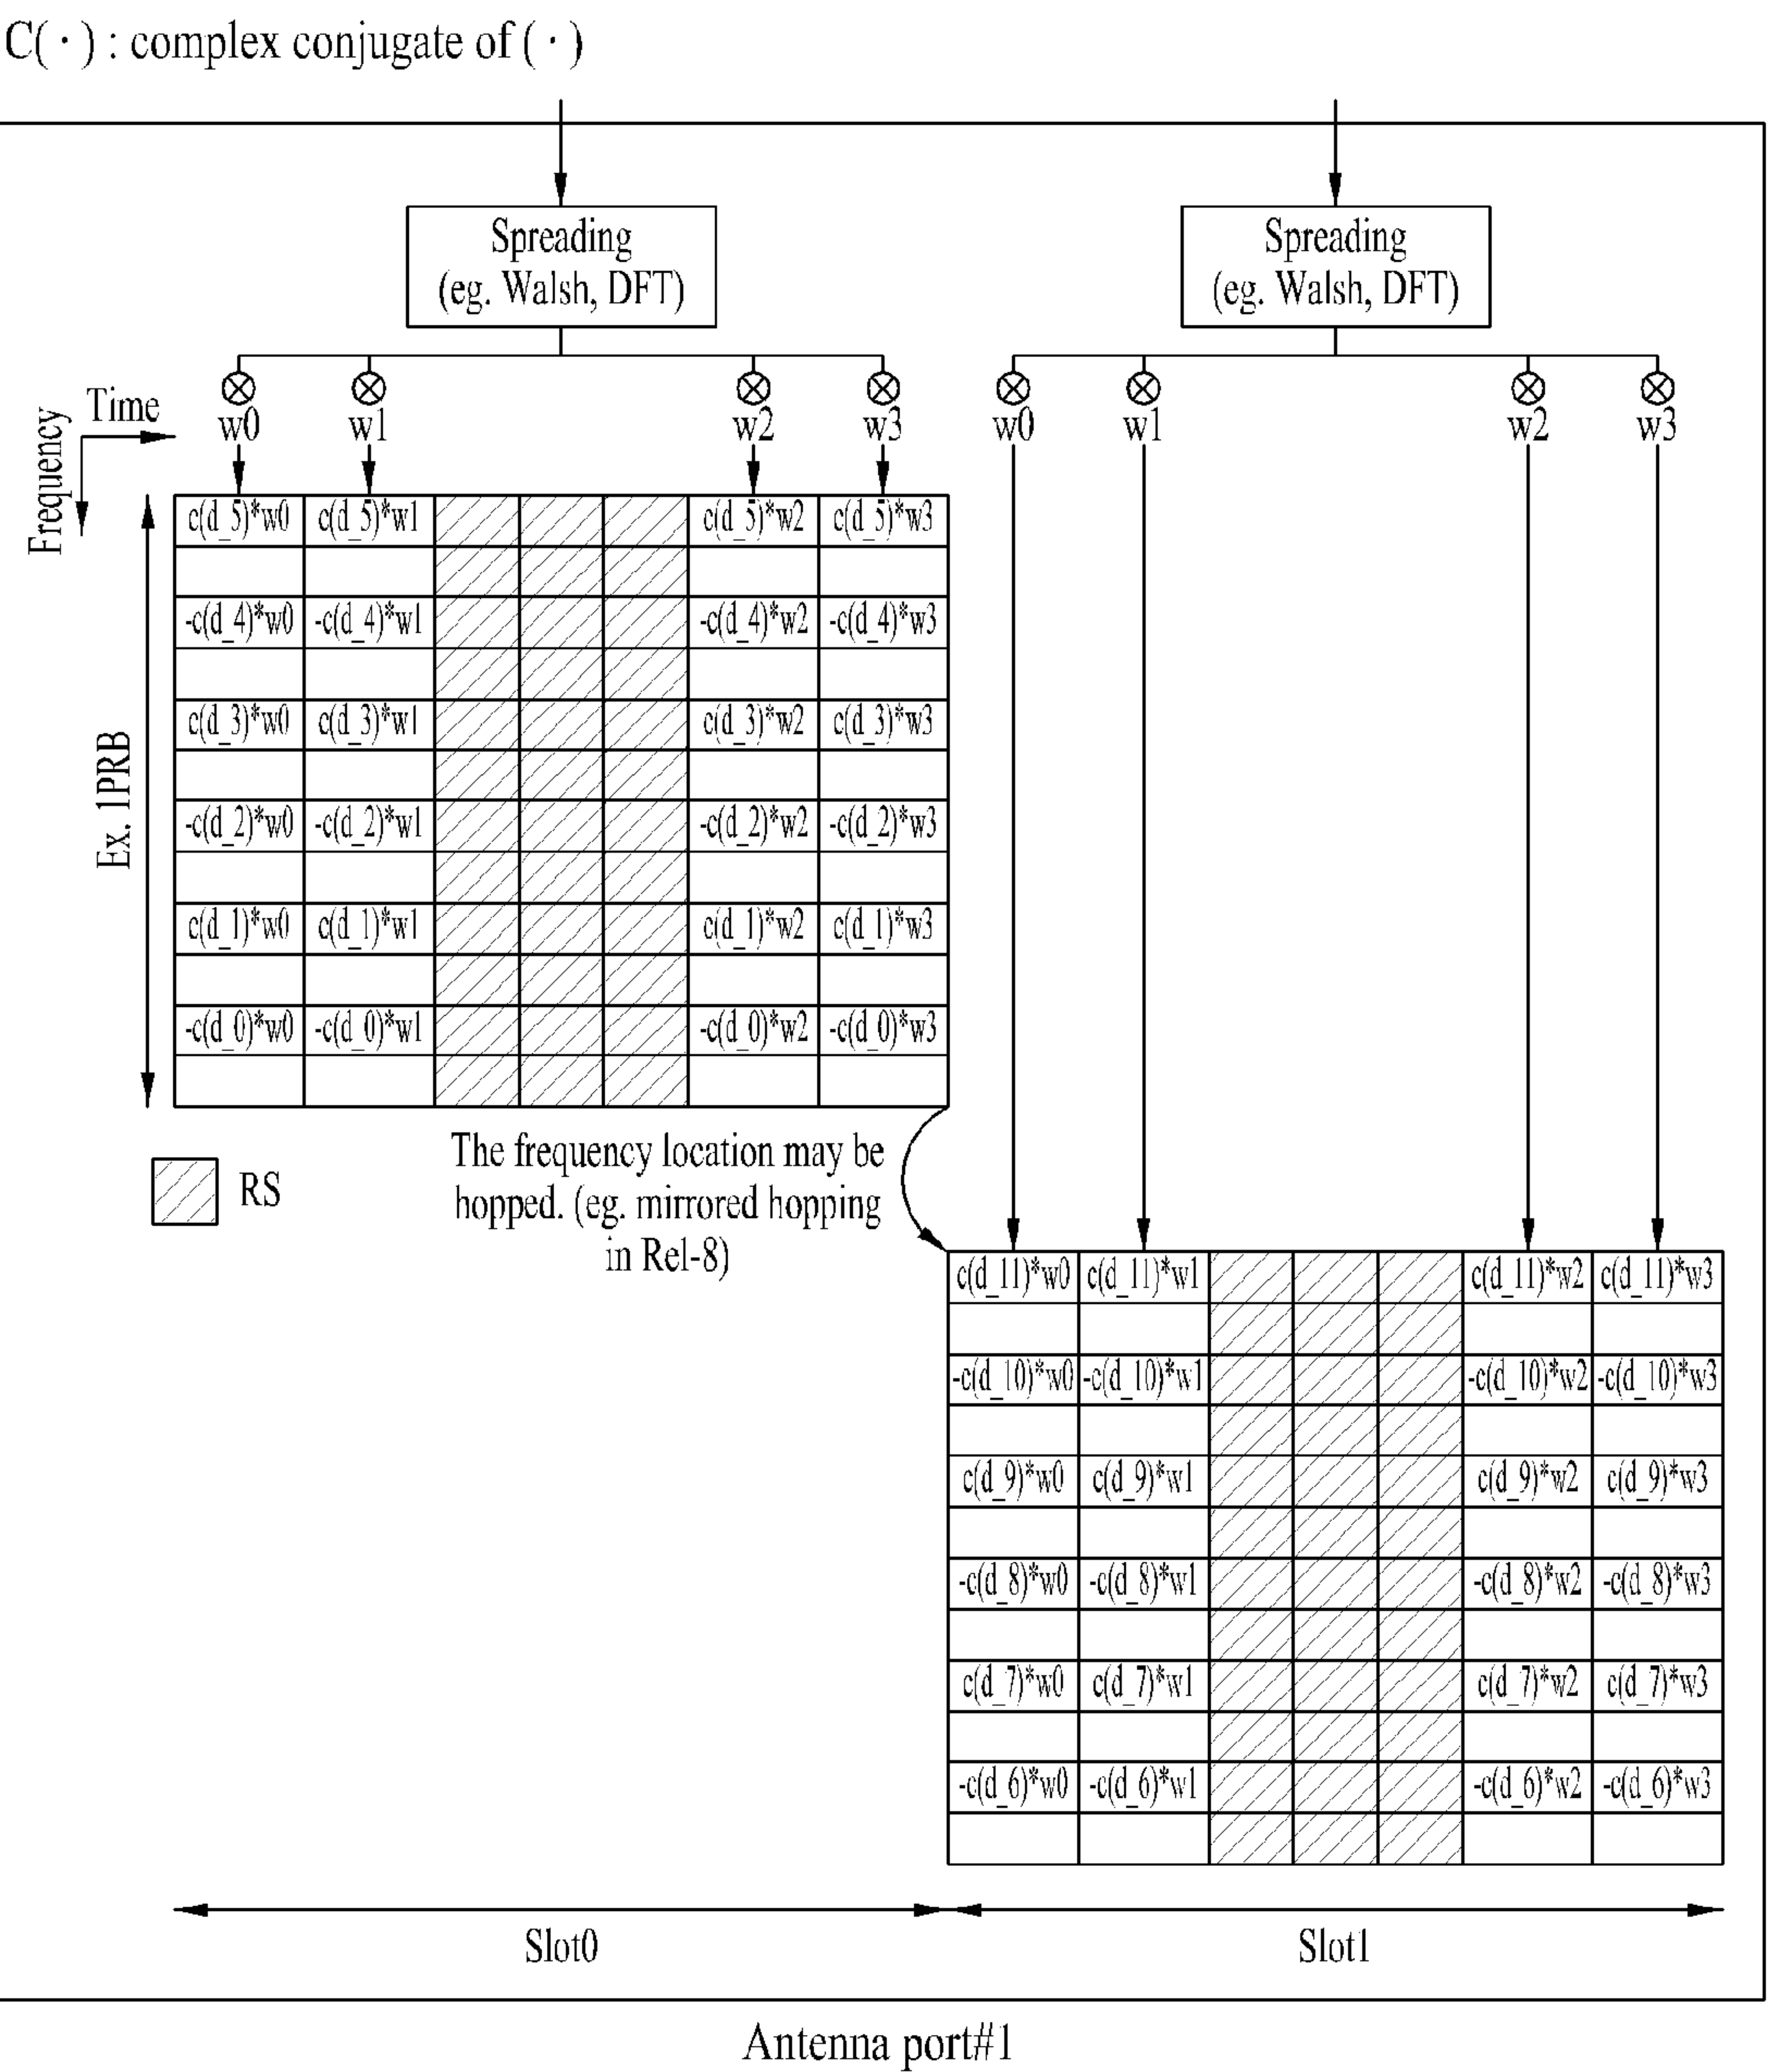 C( · ) : complex conjugate of ( · )
Spreading
(eg. Walsh, DFT)
Spreading
(eg. Walsh, DFT)
Time
Frequency
w0 w1 w2 w3 w0 w1 w2 w3
c(d_5)*w0 c(d_5)*w1 c(d_5)*w2 c(d_5)*w3
-c(d_4)*w0 -c(d_4)*w1 -c(d_4)*w2 -c(d_4)*w3
c(d_3)*w0 c(d_3)*w1 c(d_3)*w2 c(d_3)*w3
-c(d_2)*w0 -c(d_2)*w1 -c(d_2)*w2 -c(d_2)*w3
c(d_1)*w0 c(d_1)*w1 c(d_1)*w2 c(d_1)*w3
-c(d_0)*w0 -c(d_0)*w1 -c(d_0)*w2 -c(d_0)*w3
Ex. 1PRB
RS
The frequency location may be
hopped. (eg. mirrored hopping
in Rel-8)
c(d_11)*w0 c(d_11)*w1 c(d_11)*w2 c(d_11)*w3
-c(d_10)*w0 -c(d_10)*w1 -c(d_10)*w2 -c(d_10)*w3
c(d_9)*w0 c(d_9)*w1 c(d_9)*w2 c(d_9)*w3
-c(d_8)*w0 -c(d_8)*w1 -c(d_8)*w2 -c(d_8)*w3
c(d_7)*w0 c(d_7)*w1 c(d_7)*w2 c(d_7)*w3
-c(d_6)*w0 -c(d_6)*w1 -c(d_6)*w2 -c(d_6)*w3
Slot0 Slot1
Antenna port#1